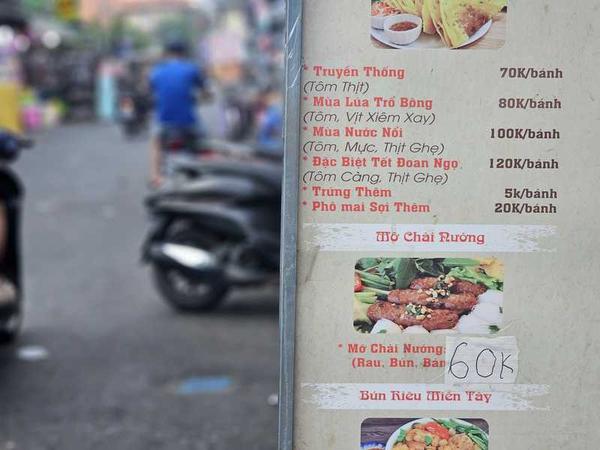 * Truyền Thống 70K/bánh
(Tôm Thịt)
* Mùa Lúa Trổ Bông 80K/bánh
(Tôm, Vịt Xiêm Xay)
* Mùa Nước Nổi 100K/bánh
(Tôm, Mực, Thịt Ghẹ)
* Đặc Biệt Tết Đoan Ngọ 120K/bánh
(Tôm Càng, Thịt Ghẹ)
* Trứng Thêm 5k/bánh
* Phô mai Sợi Thêm 20K/bánh
Mỡ Chài Nướng
* Mỡ Chài Nướng: 60K
(Rau, Bún,
Bún Riêu Miền Tây